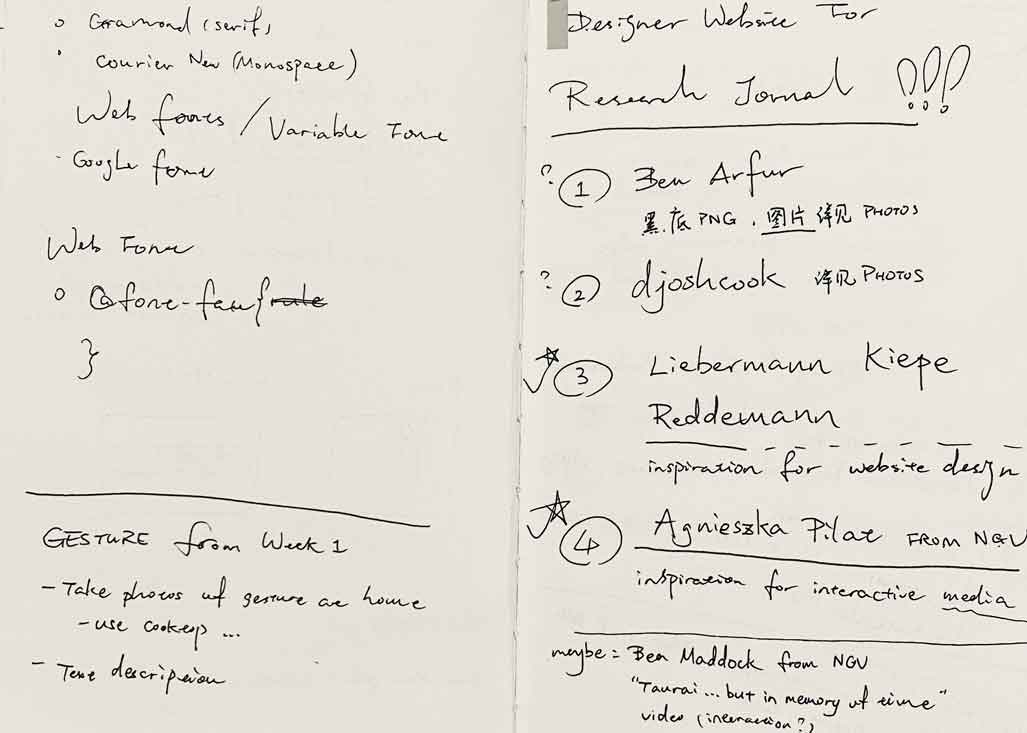 Gramond (serif)
Courier New (Monospace)
Web fonts / Variable Font
Google font
Web Font
@font-face { rule
}
GESTURE from Week 1
- Take photos of gesture at home
- use cooktop ...
- Text description
Designer Website For
Research Jornal !!!
? ① Ben Arfur
黑底 PNG . 图片 详见 PHOTOS
? ② djoshcook 详见 PHOTOS
③ Liebermann Kiepe
Reddemann
inspiration for website design
④ Agnieszka Pilat FROM NGV
inspiration for interactive media
maybe = Ben Maddock from NGV
"Taurai ... but in memory of time"
video (interaction?)